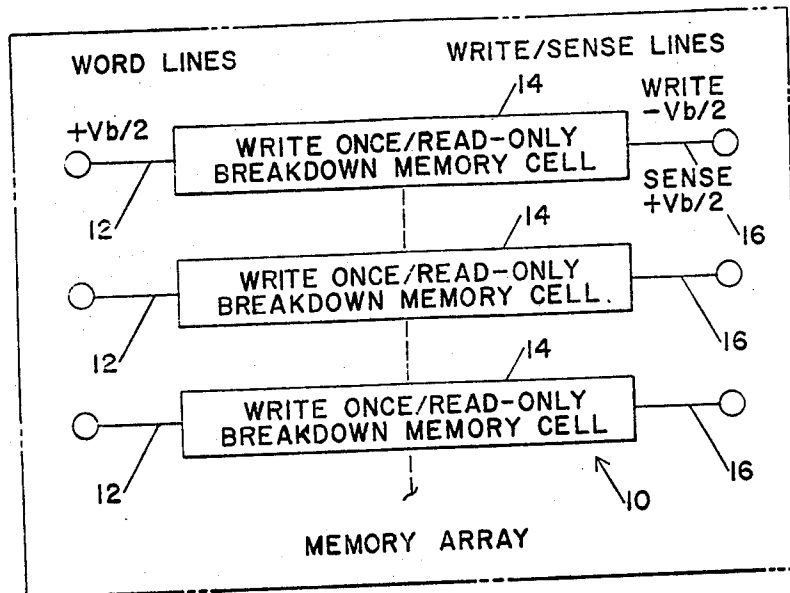 WORD LINES
WRITE/SENSE LINES
14
WRITE
-Vb/2
+Vb/2
WRITE ONCE/READ-ONLY
BREAKDOWN MEMORY CELL
SENSE
+Vb/2
12
16
14
WRITE ONCE/READ-ONLY
BREAKDOWN MEMORY CELL.
12
16
14
WRITE ONCE/READ-ONLY
BREAKDOWN MEMORY CELL
12
16
10
MEMORY ARRAY